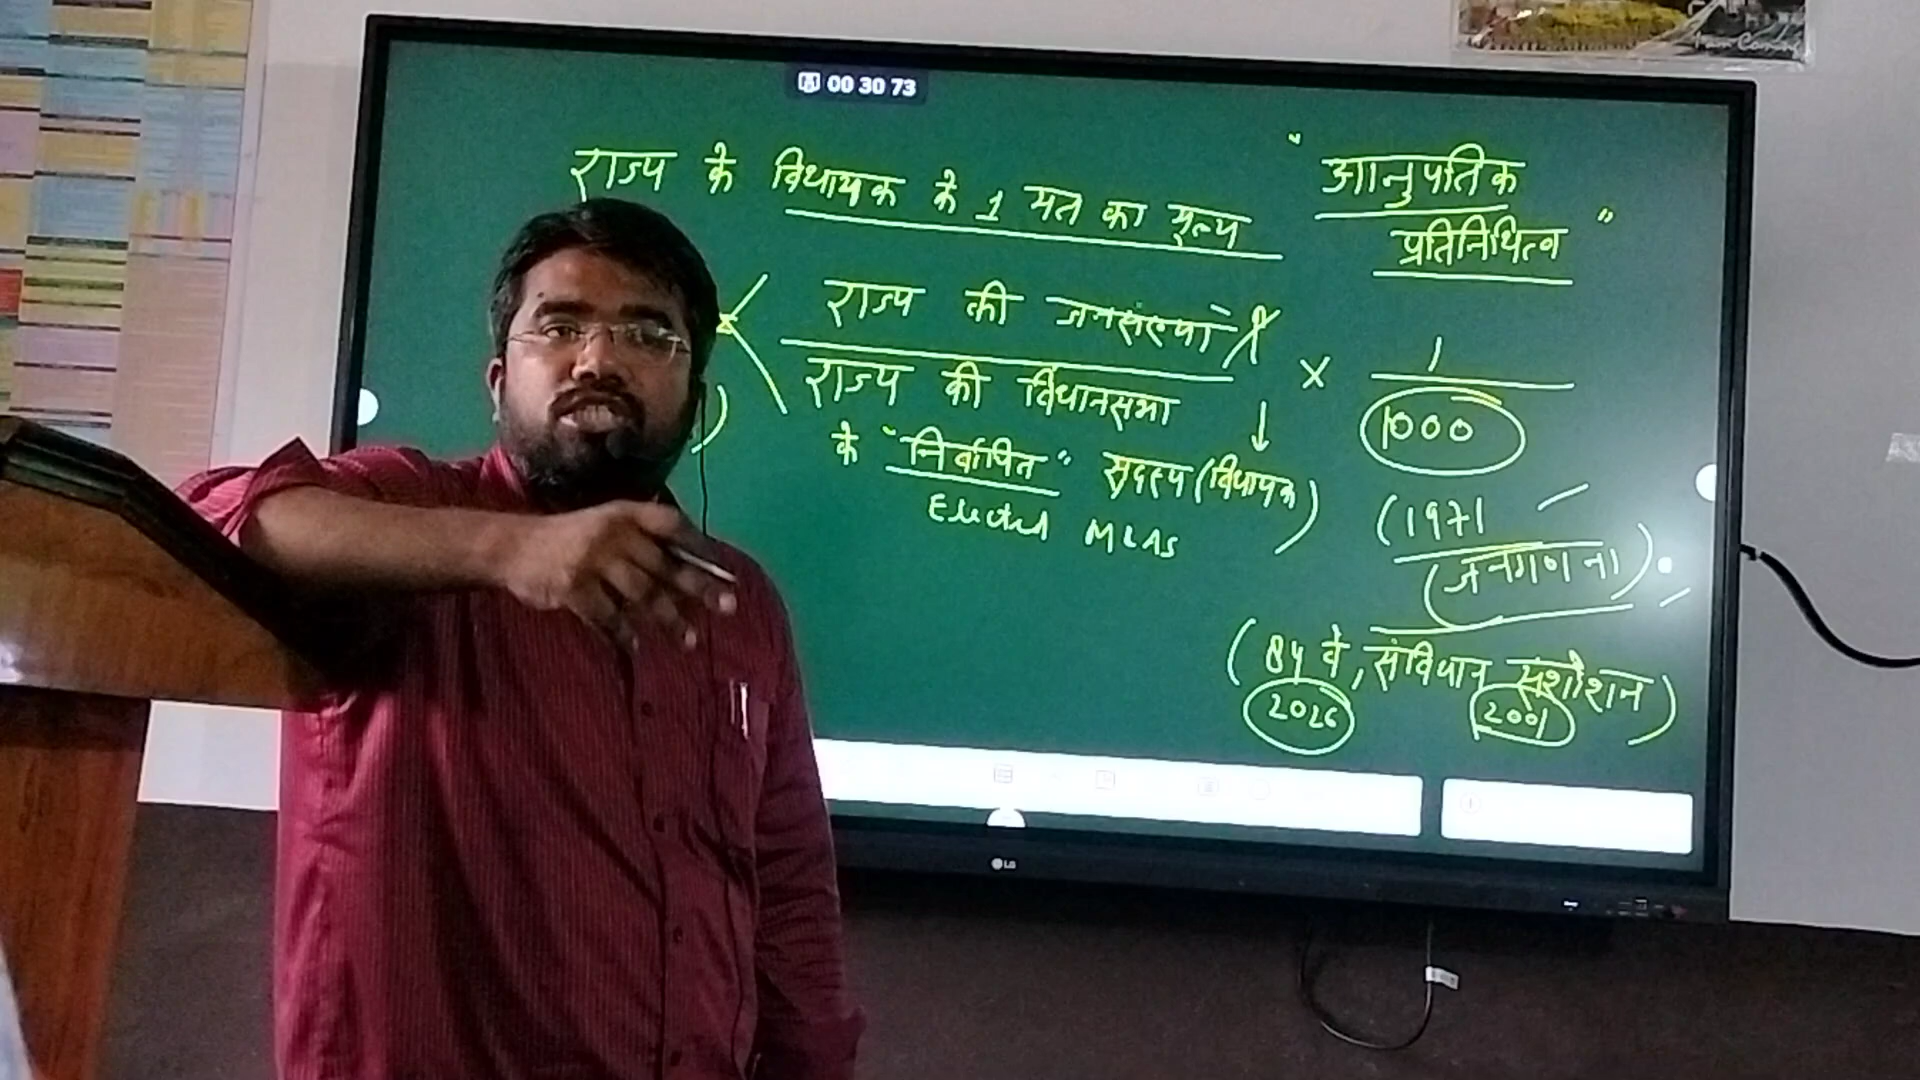 00 30 73
राज्य के विधायक के 1 मत का मूल्य
" आनुपतिक
प्रतिनिधित्व "
राज्य की जनसंख्या
राज्य की विधानसभा
के "निर्वाचित" सदस्य (विधायक)
Elected MLAs
× 1
1000
(1971
(जनगणना)
(84 वें, संविधान संशोधन)
2026 2001
LG